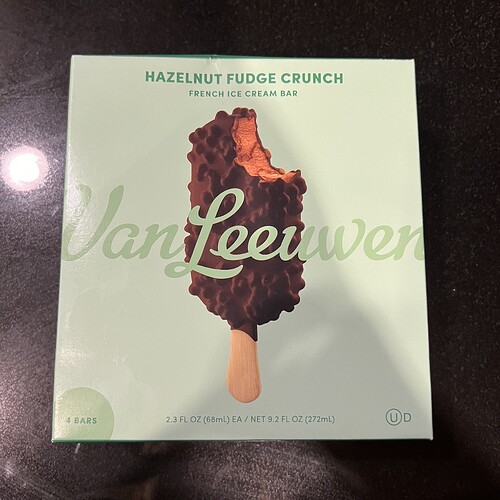 HAZELNUT FUDGE CRUNCH
FRENCH ICE CREAM BAR
Van Leeuwen
4 BARS
2.3 FL OZ (68mL) EA / NET 9.2 FL OZ (272mL)
U D